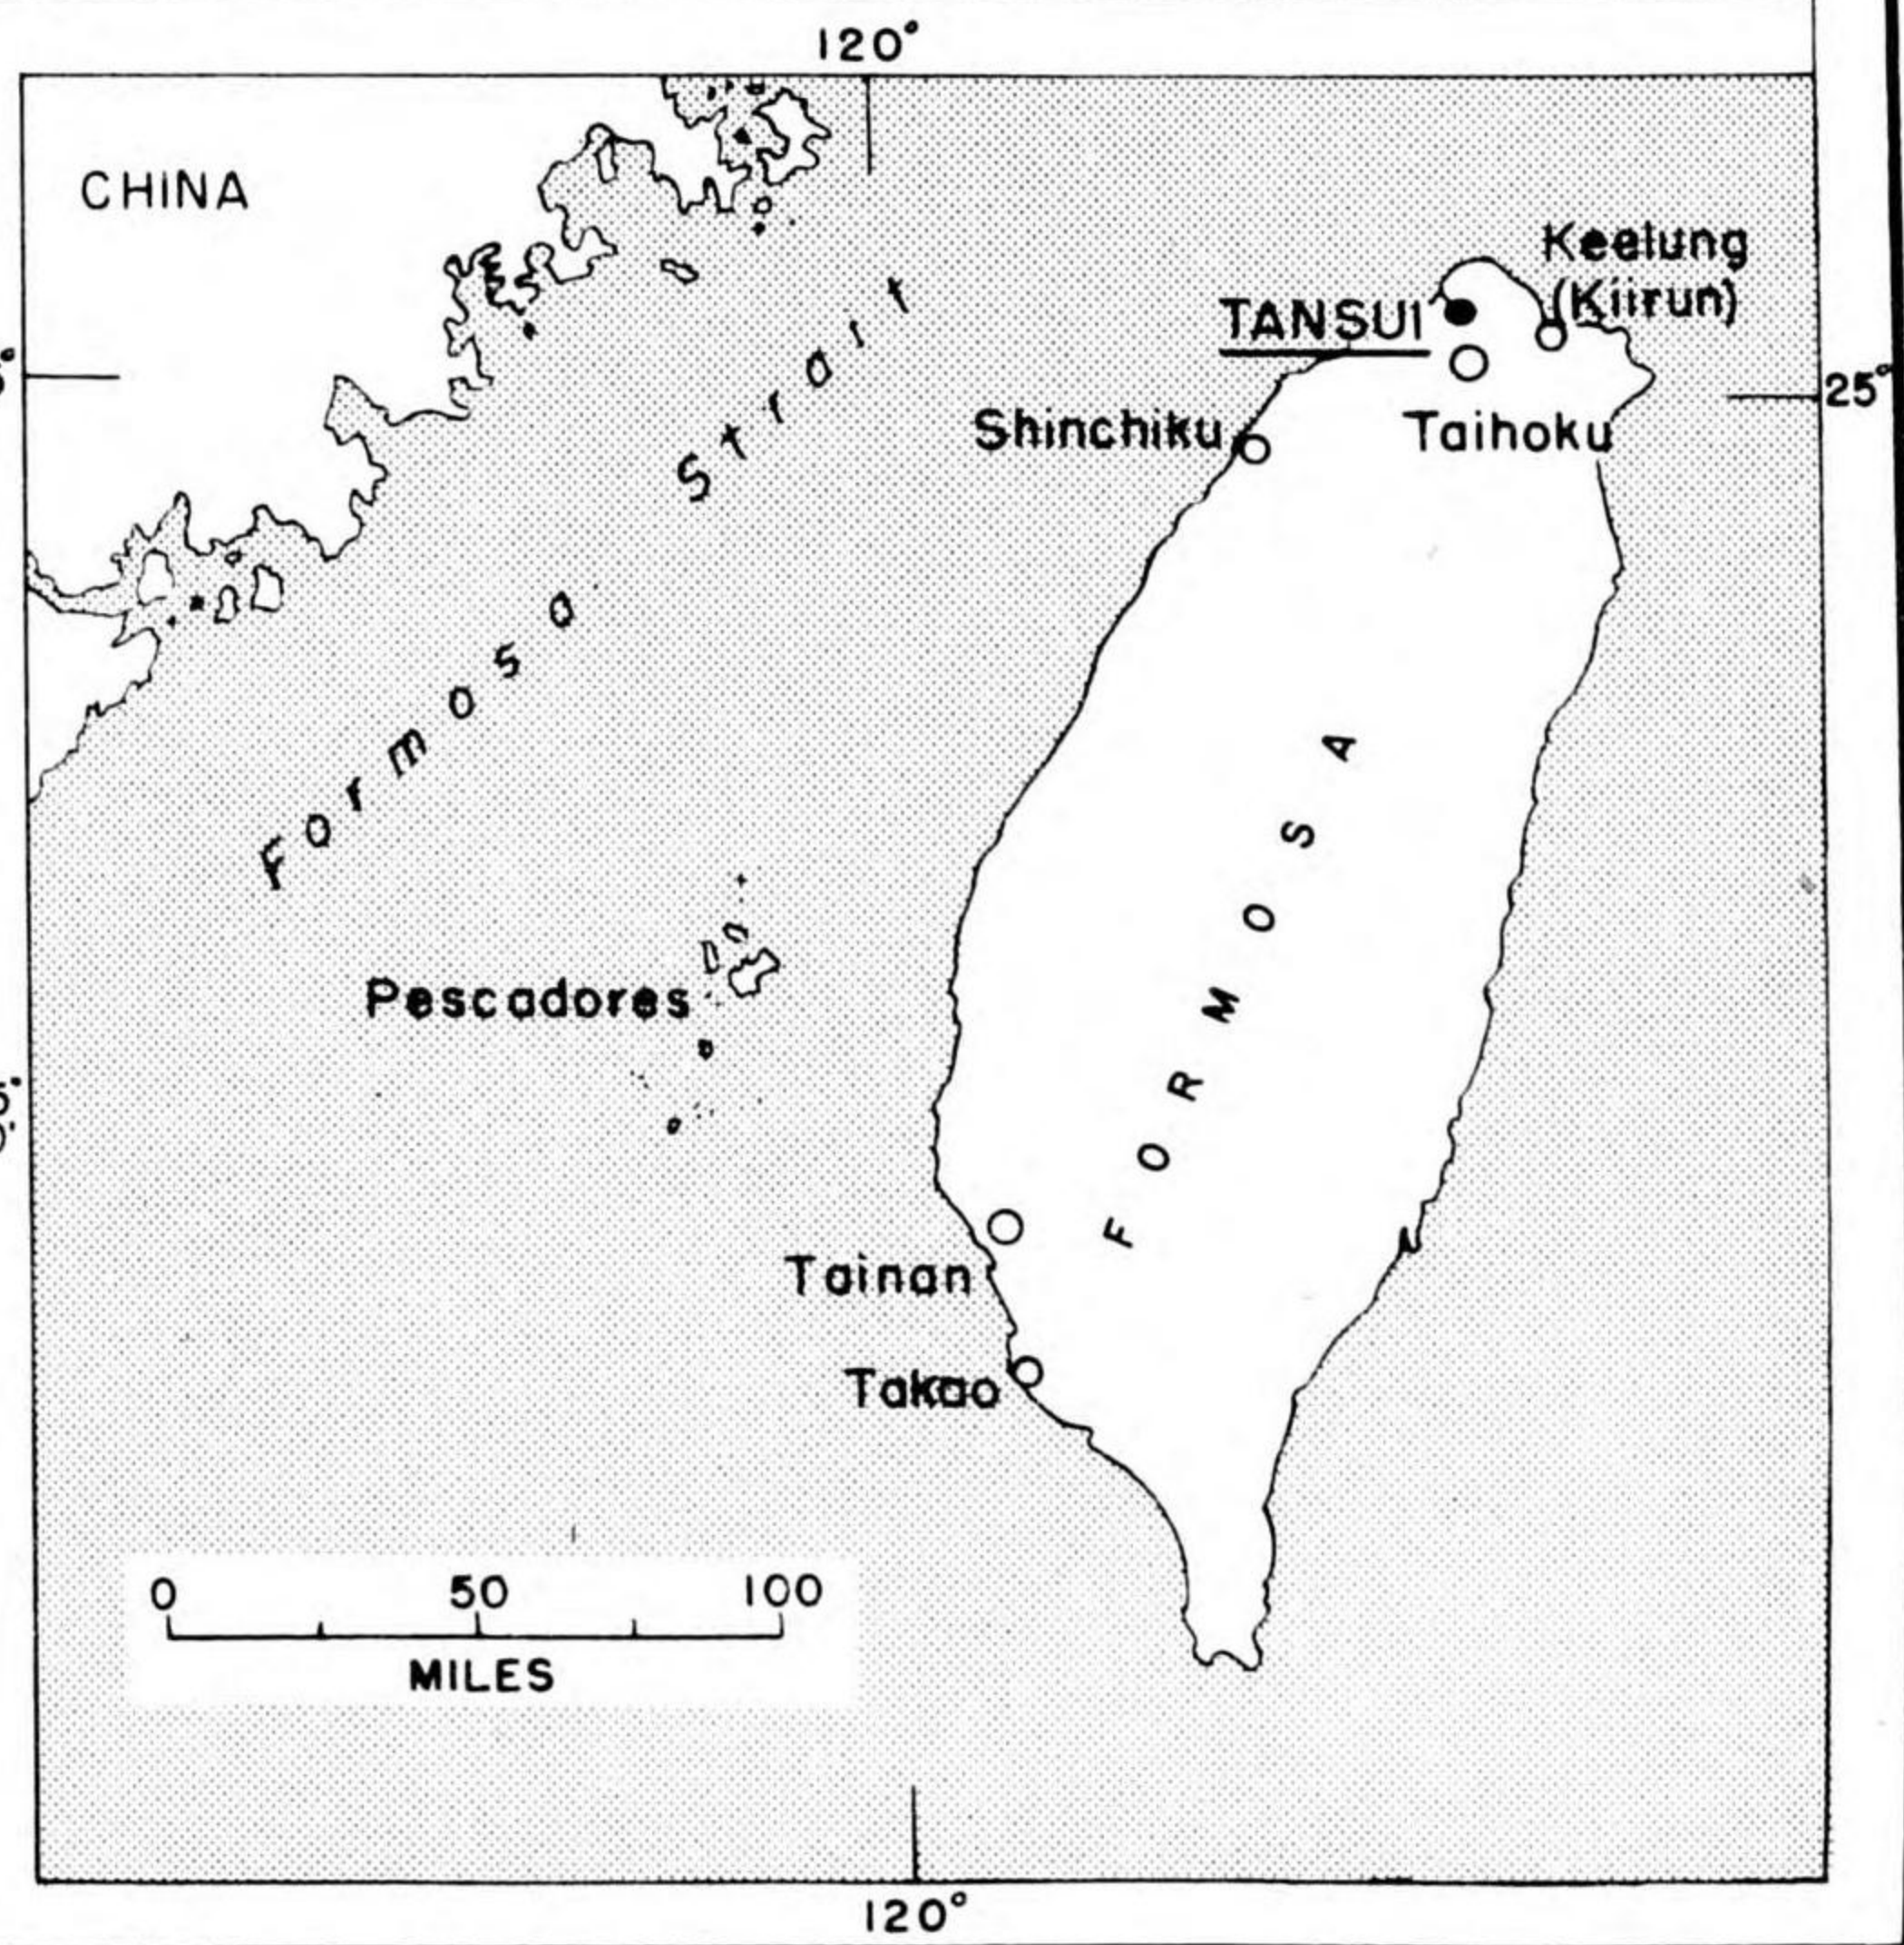 120°
CHINA
Keelung
(Kiirun)
TANSUI
25°
Shinchiku
Taihoku
Formosa Strait
FORMOSA
Pescadores
Tainan
Takao
0 50 100
MILES
120°